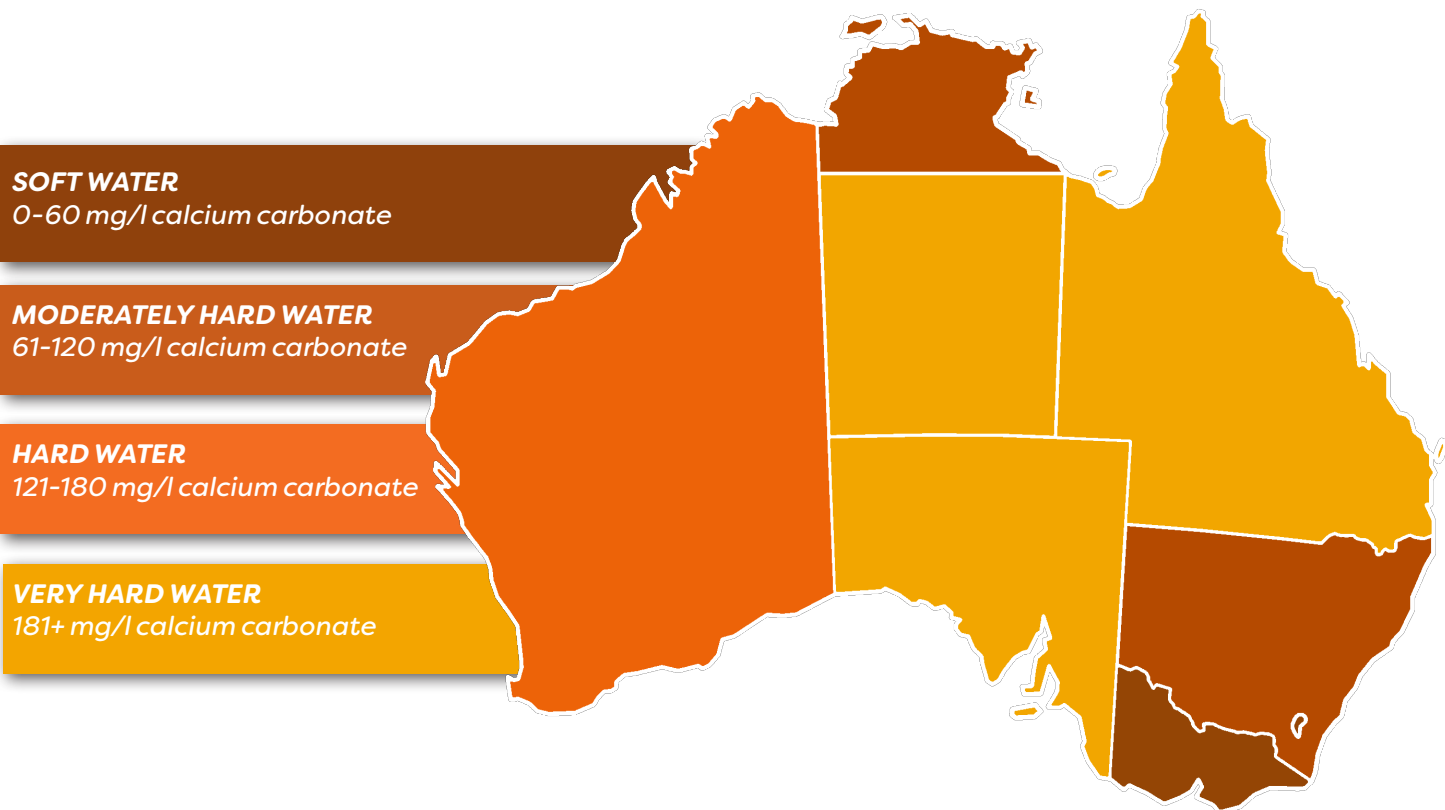 SOFT WATER
0-60 mg/l calcium carbonate
MODERATELY HARD WATER
61-120 mg/l calcium carbonate
HARD WATER
121-180 mg/l calcium carbonate
VERY HARD WATER
181+ mg/l calcium carbonate